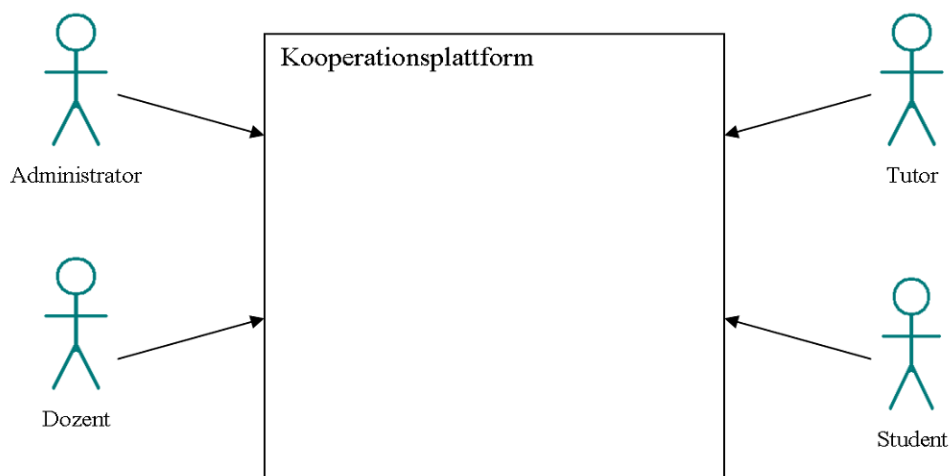 Kooperationsplattform
Administrator
Tutor
Dozent
Student